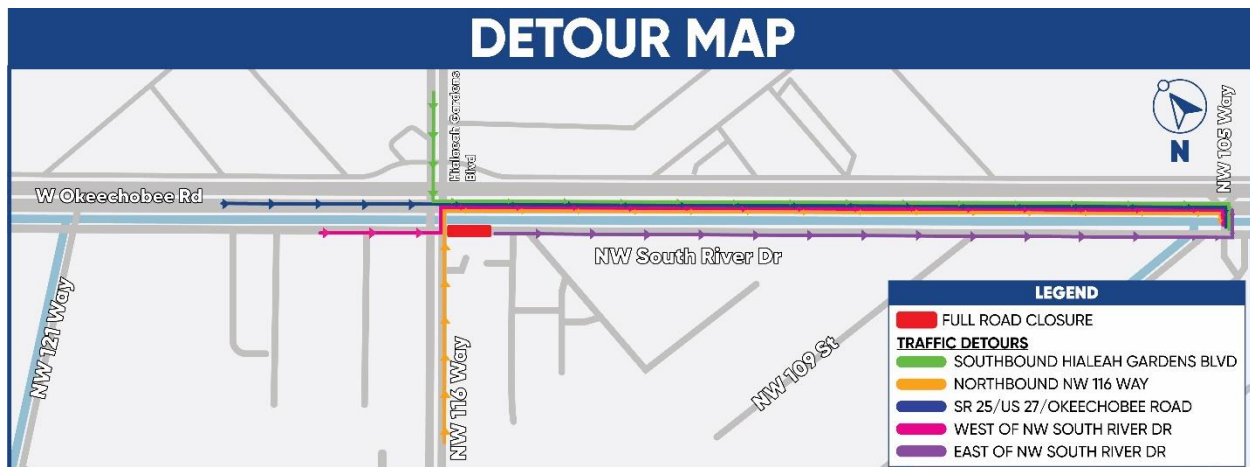 DETOUR MAP
Hialaeah Gardens
Blvd
NW 105 Way
N
W Okeechobee Rd
NW South River Dr
NW 121 Way
NW 116 Way
NW 109 St
LEGEND
FULL ROAD CLOSURE
TRAFFIC DETOURS
SOUTHBOUND HIALEAH GARDENS BLVD
NORTHBOUND NW 116 WAY
SR 25/US 27/OKEECHOBEE ROAD
WEST OF NW SOUTH RIVER DR
EAST OF NW SOUTH RIVER DR